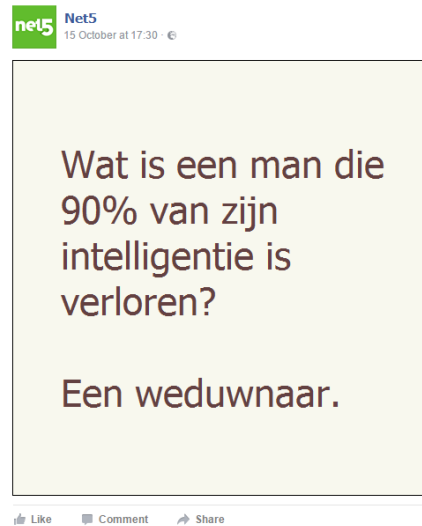 net5
Net5
15 October at 17:30 ·
Wat is een man die
90% van zijn
intelligentie is
verloren?
Een weduwnaar.
Like Comment Share